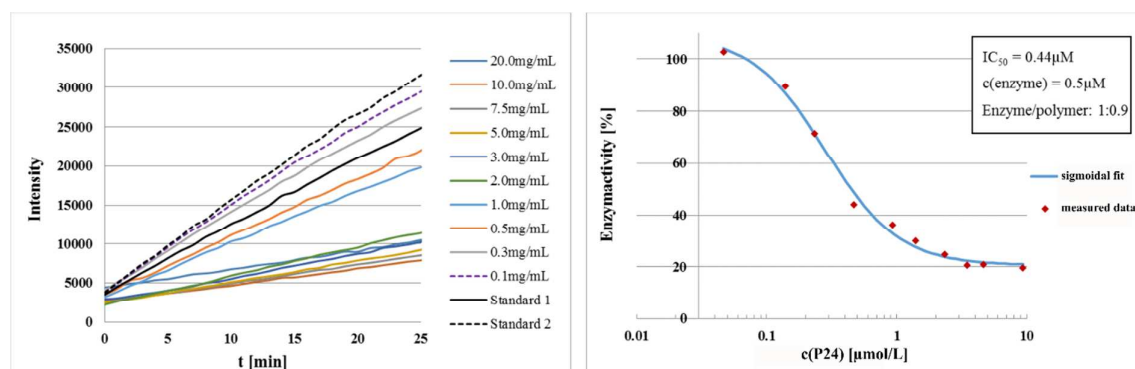 35000
30000
25000
20000
15000
10000
5000
0
Intensity
0 5 10 15 20 25
t [min]
20.0mg/mL
10.0mg/mL
7.5mg/mL
5.0mg/mL
3.0mg/mL
2.0mg/mL
1.0mg/mL
0.5mg/mL
0.3mg/mL
0.1mg/mL
Standard 1
Standard 2
100
80
60
40
20
0
Enzymactivity [%]
0.01 0.1 1 10
c(P24) [µmol/L]
IC50 = 0.44µM
c(enzyme) = 0.5µM
Enzyme/polymer: 1:0.9
sigmoidal fit
measured data